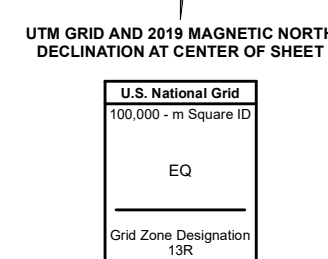 UTM GRID AND 2019 MAGNETIC NORTH
DECLINATION AT CENTER OF SHEET
U.S. National Grid
100,000 - m Square ID
EQ
Grid Zone Designation
13R